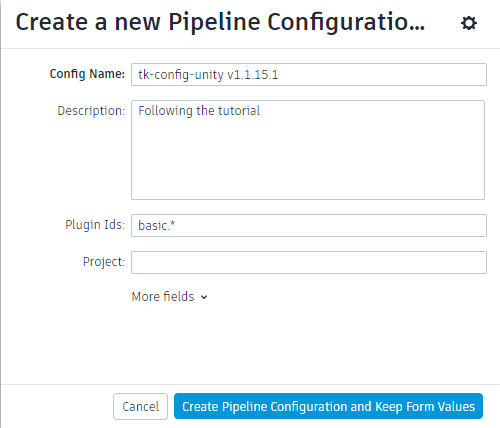 Create a new Pipeline Configuratio...
Config Name: tk-config-unity v1.1.15.1
Description: Following the tutorial
Plugin Ids: basic.*
Project:
More fields
Cancel Create Pipeline Configuration and Keep Form Values